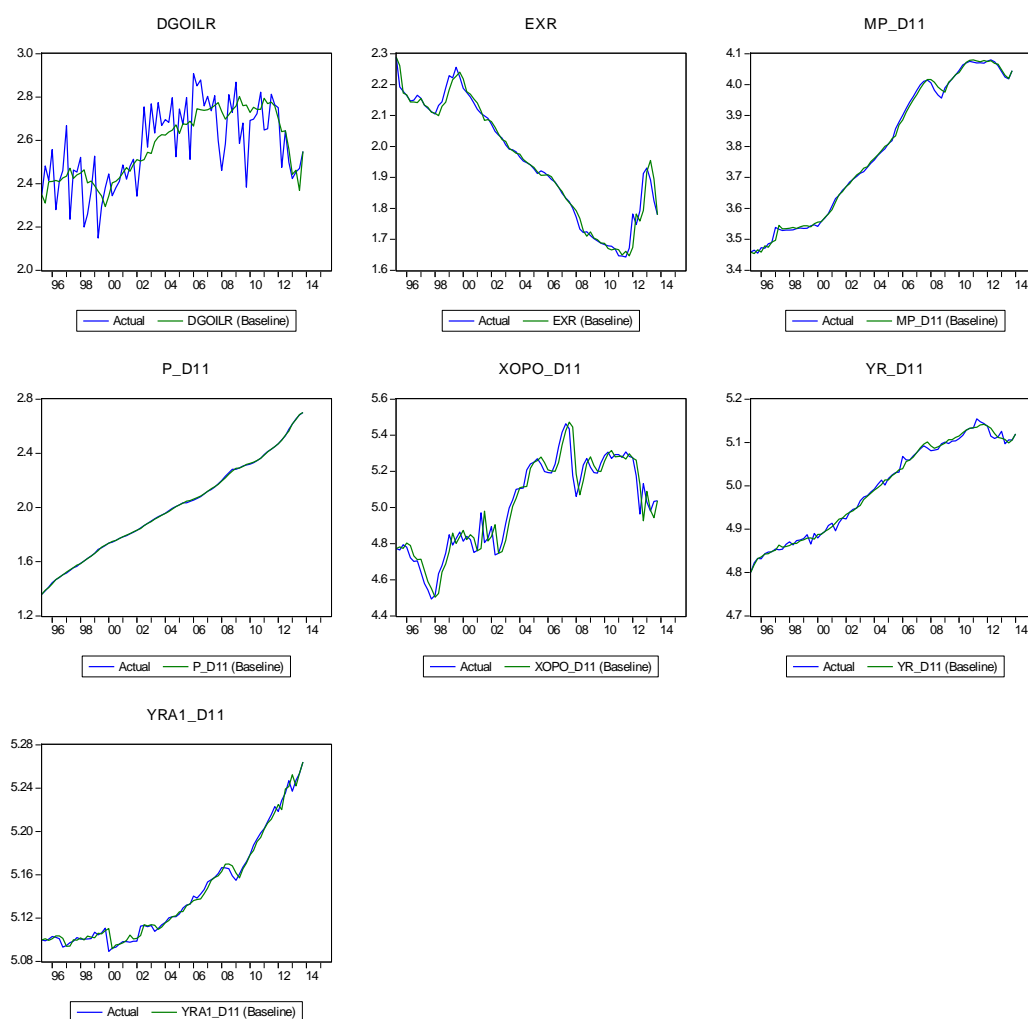 DGOILR
3.0
2.8
2.6
2.4
2.2
2.0
96 98 00 02 04 06 08 10 12 14
Actual DGOILR (Baseline)
EXR
2.3
2.2
2.1
2.0
1.9
1.8
1.7
1.6
96 98 00 02 04 06 08 10 12 14
Actual EXR (Baseline)
MP_D11
4.1
4.0
3.9
3.8
3.7
3.6
3.5
3.4
96 98 00 02 04 06 08 10 12 14
Actual MP_D11 (Baseline)
P_D11
2.8
2.4
2.0
1.6
1.2
96 98 00 02 04 06 08 10 12 14
Actual P_D11 (Baseline)
XOPO_D11
5.6
5.4
5.2
5.0
4.8
4.6
4.4
96 98 00 02 04 06 08 10 12 14
Actual XOPO_D11 (Baseline)
YR_D11
5.2
5.1
5.0
4.9
4.8
4.7
96 98 00 02 04 06 08 10 12 14
Actual YR_D11 (Baseline)
YRA1_D11
5.28
5.24
5.20
5.16
5.12
5.08
96 98 00 02 04 06 08 10 12 14
Actual YRA1_D11 (Baseline)